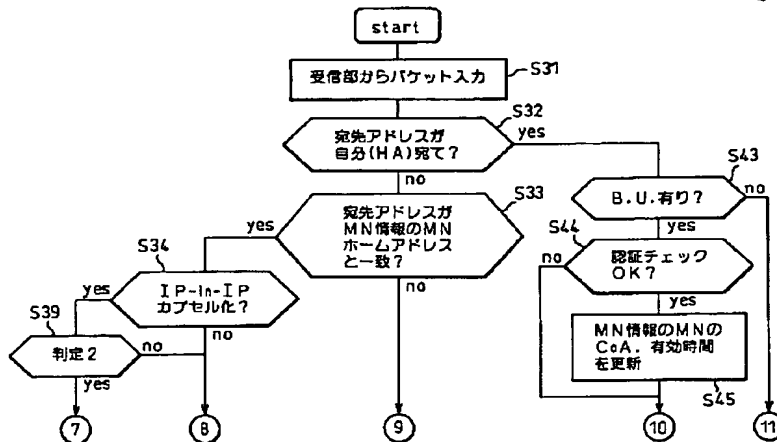 start
受信部からパケット入力
S31
宛先アドレスが
自分(HA)宛て?
S32
yes
no
宛先アドレスが
MN情報のMN
ホームアドレス
と一致?
S33
yes
no
S34
IP-In-IP
カプセル化?
yes
no
S39
判定2
no
yes
S43
B.U.有り?
no
yes
S44
認証チェック
OK?
no
yes
MN情報のMNの
CoA.有効時間
を更新
S45
7
8
9
10
11